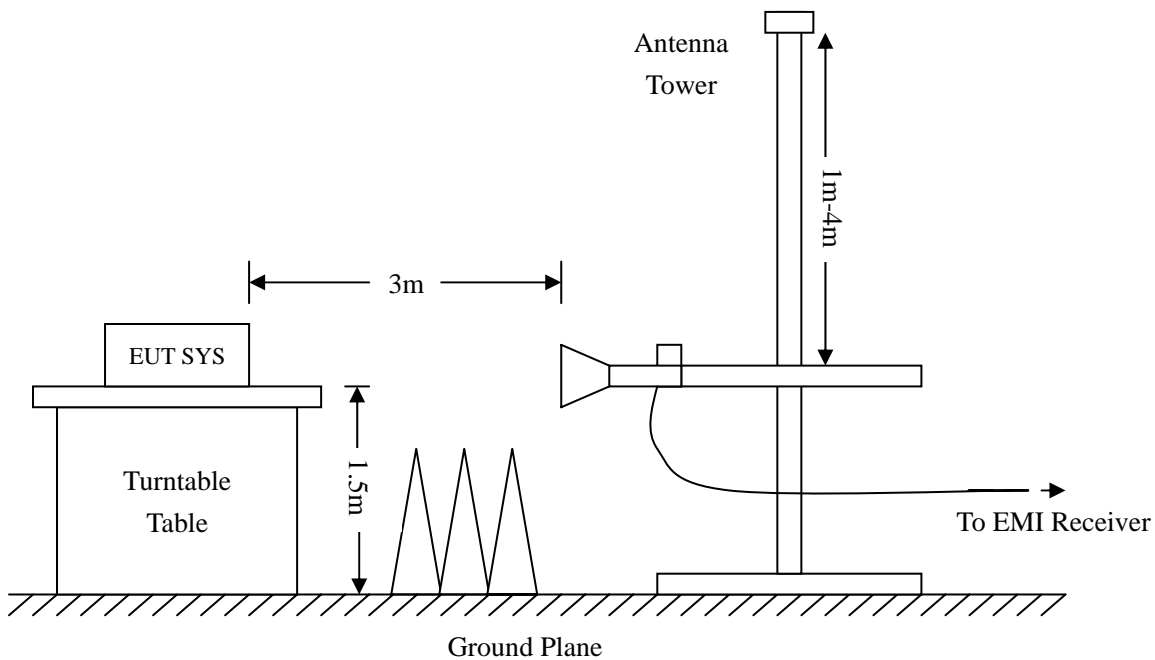 Antenna
Tower
1m-4m
3m
EUT SYS
1.5m
Turntable
Table
To EMI Receiver
Ground Plane